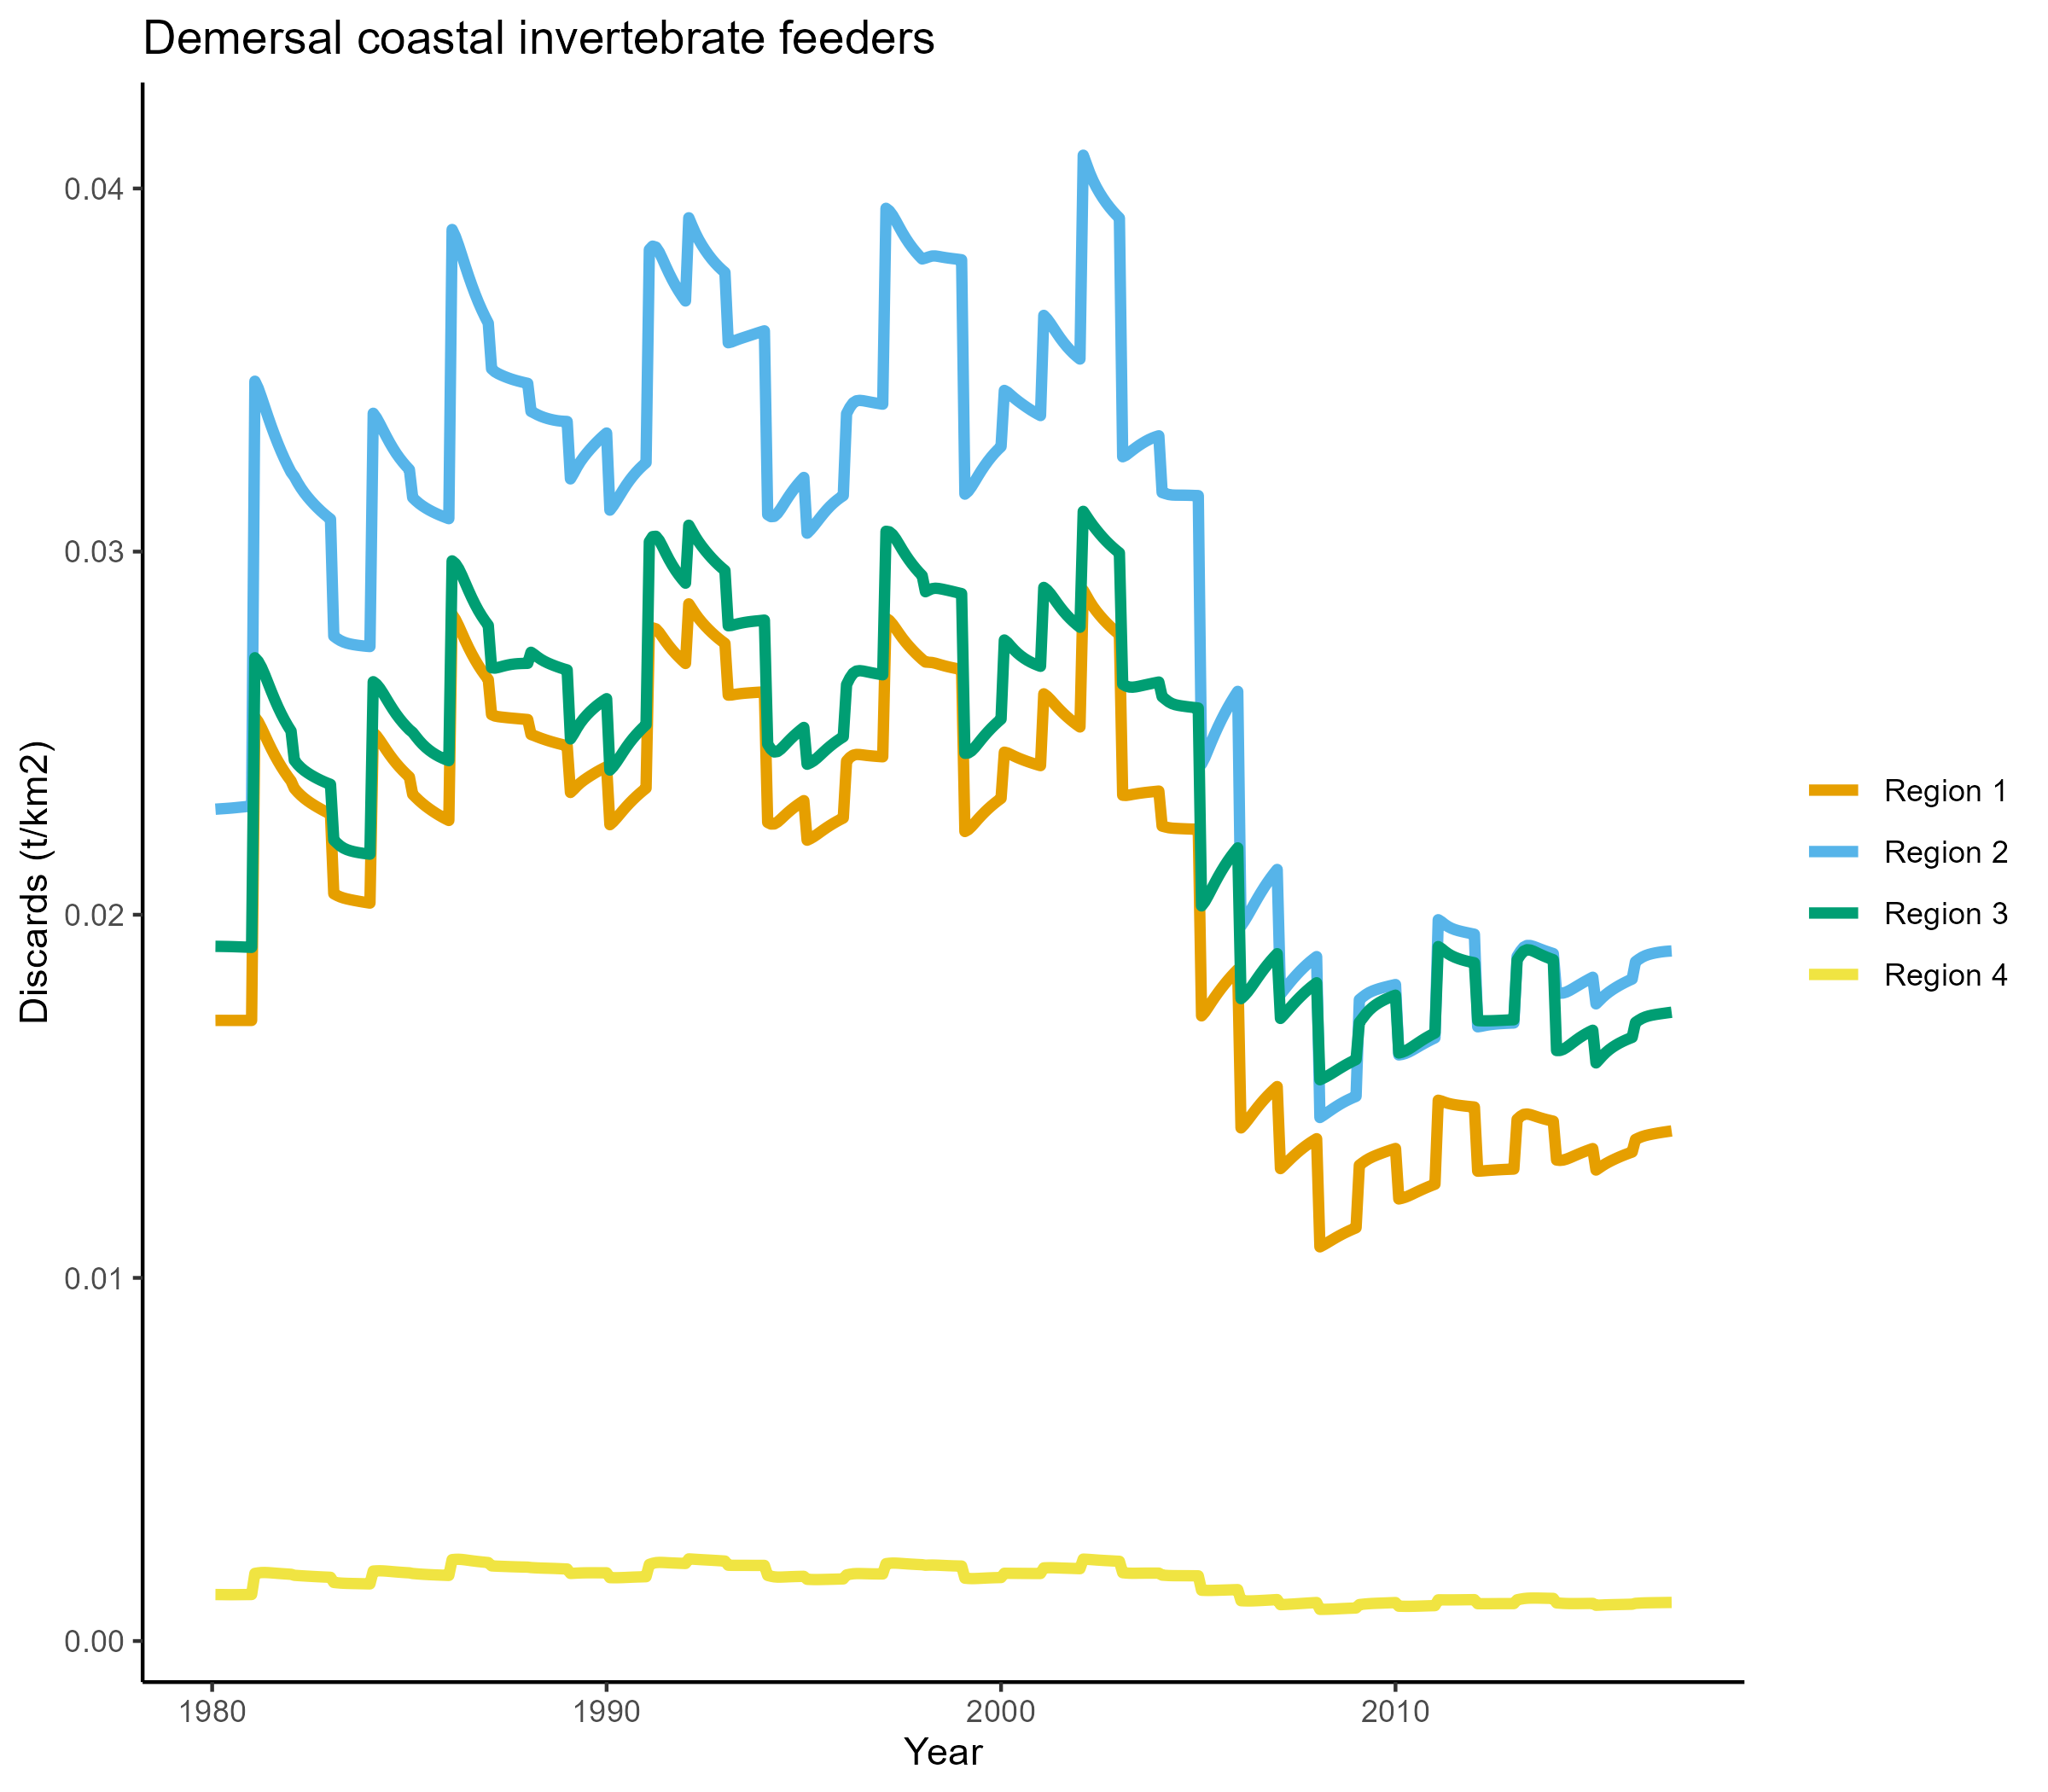 Demersal coastal invertebrate feeders
Discards (t/km2)
0.04
0.03
0.02
0.01
0.00
1980
1990
2000
2010
Year
Region 1
Region 2
Region 3
Region 4